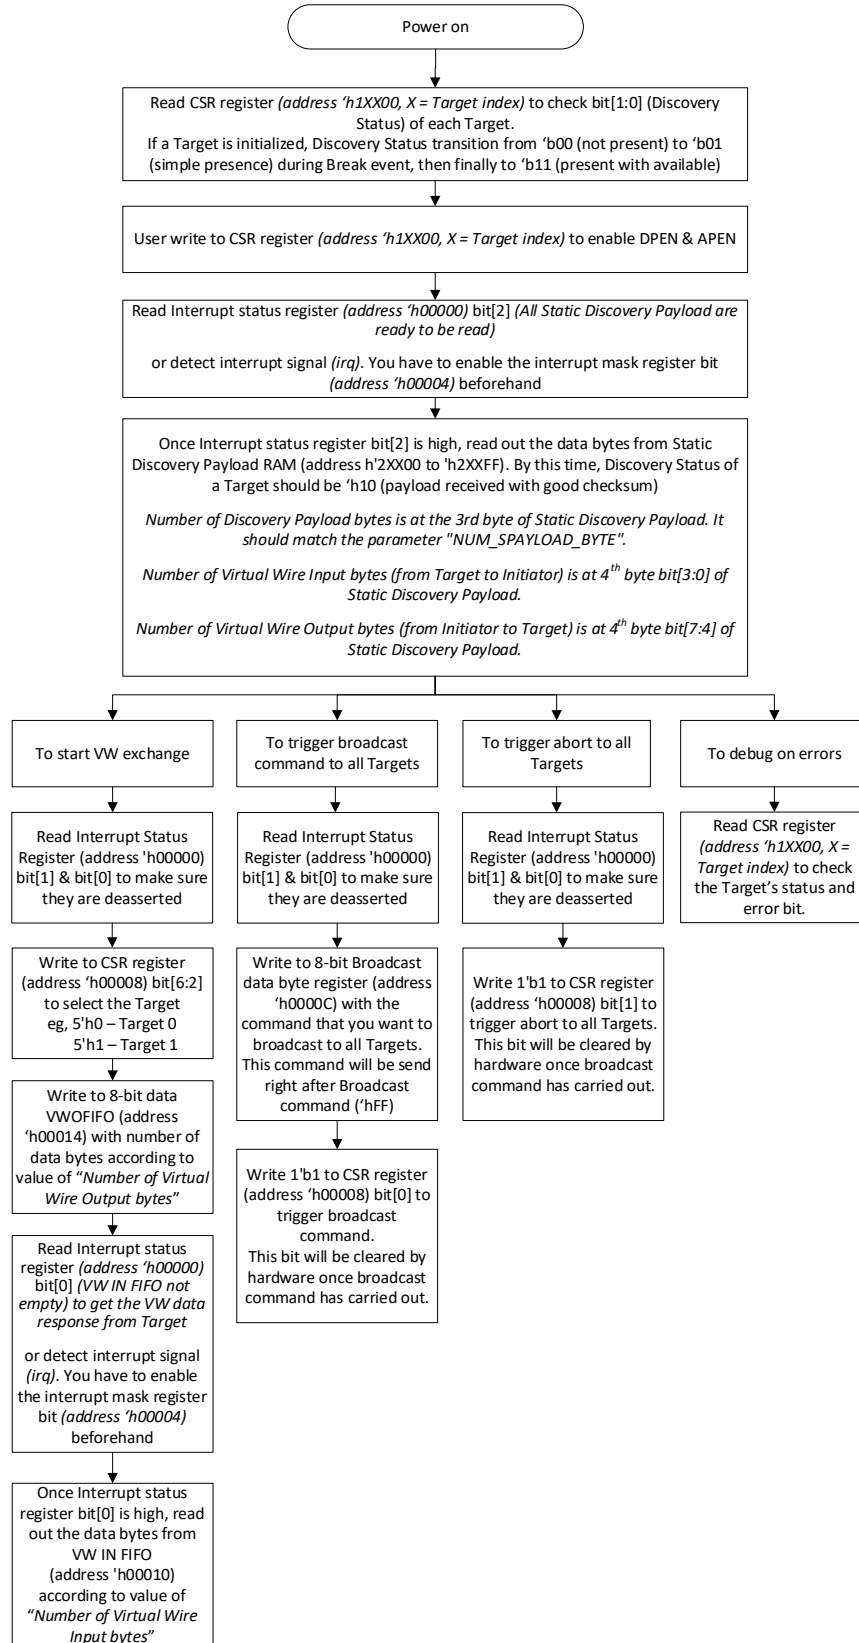 Power on
Read CSR register (address ‘h1XX00, X = Target index) to check bit[1:0] (Discovery
Status) of each Target.
If a Target is initialized, Discovery Status transition from ‘b00 (not present) to ‘b01
(simple presence) during Break event, then finally to ‘b11 (present with available)
User write to CSR register (address ‘h1XX00, X = Target index) to enable DPEN & APEN
Read Interrupt status register (address ‘h00000) bit[2] (All Static Discovery Payload are
ready to be read)
or detect interrupt signal (irq). You have to enable the interrupt mask register bit
(address ‘h00004) beforehand
Once Interrupt status register bit[2] is high, read out the data bytes from Static
Discovery Payload RAM (address h'2XX00 to 'h2XXFF). By this time, Discovery Status of
a Target should be ‘h10 (payload received with good checksum)
Number of Discovery Payload bytes is at the 3rd byte of Static Discovery Payload. It
should match the parameter "NUM_SPAYLOAD_BYTE".
Number of Virtual Wire Input bytes (from Target to Initiator) is at 4th byte bit[3:0] of
Static Discovery Payload.
Number of Virtual Wire Output bytes (from Initiator to Target) is at 4th byte bit[7:4] of
Static Discovery Payload.
To start VW exchange
Read Interrupt Status
Register (address 'h00000)
bit[1] & bit[0] to make sure
they are deasserted
Write to CSR register
(address ‘h00008) bit[6:2]
to select the Target
eg, 5'h0 – Target 0
5'h1 – Target 1
Write to 8-bit data
VWOFIFO (address
‘h00014) with number of
data bytes according to
value of “Number of Virtual
Wire Output bytes”
Read Interrupt status
register (address ‘h00000)
bit[0] (VW IN FIFO not
empty) to get the VW data
response from Target
or detect interrupt signal
(irq). You have to enable
the interrupt mask register
bit (address ‘h00004)
beforehand
Once Interrupt status
register bit[0] is high, read
out the data bytes from
VW IN FIFO
(address 'h00010)
according to value of
“Number of Virtual Wire
Input bytes”
To trigger broadcast
command to all Targets
Read Interrupt Status
Register (address 'h00000)
bit[1] & bit[0] to make sure
they are deasserted
Write to 8-bit Broadcast
data byte register (address
‘h0000C) with the
command that you want to
broadcast to all Targets.
This command will be send
right after Broadcast
command (‘hFF)
Write 1'b1 to CSR register
(address ‘h00008) bit[0] to
trigger broadcast
command.
This bit will be cleared by
hardware once broadcast
command has carried out.
To trigger abort to all
Targets
Read Interrupt Status
Register (address 'h00000)
bit[1] & bit[0] to make sure
they are deasserted
Write 1'b1 to CSR register
(address ‘h00008) bit[1] to
trigger abort to all Targets.
This bit will be cleared by
hardware once broadcast
command has carried out.
To debug on errors
Read CSR register
(address ‘h1XX00, X =
Target index) to check
the Target’s status and
error bit.